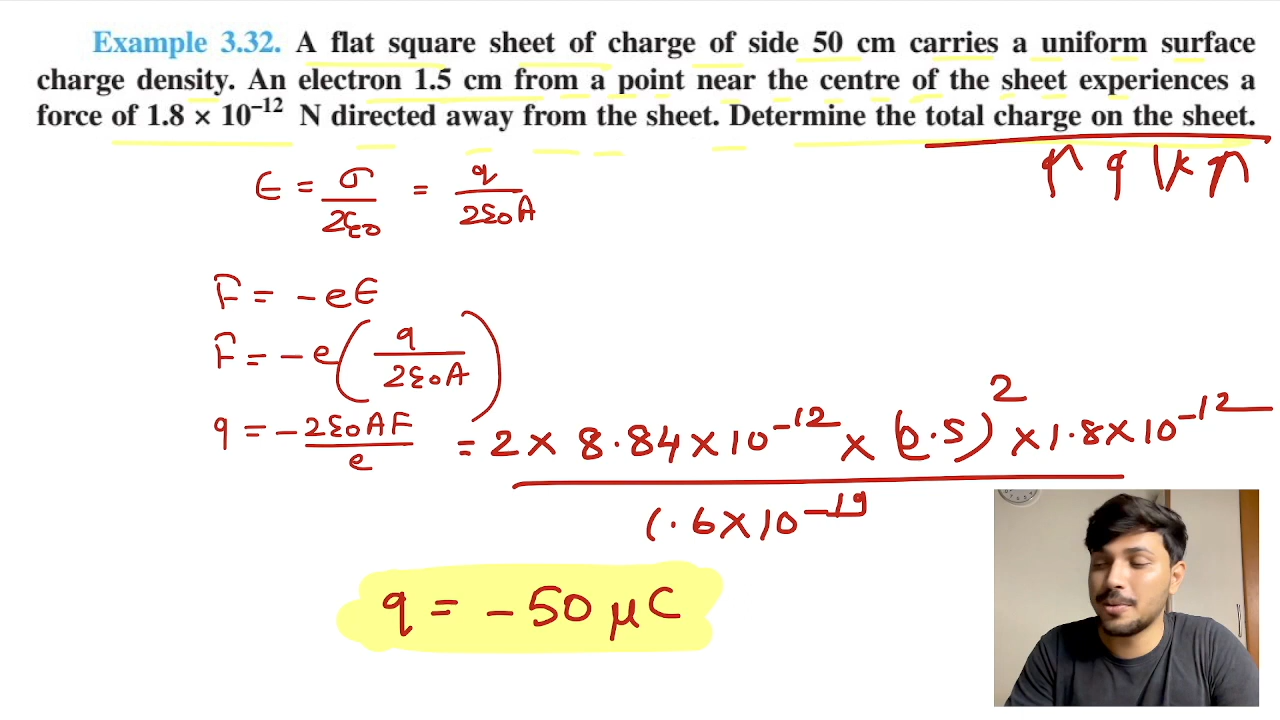 Example 3.32. A flat square sheet of charge of side 50 cm carries a uniform surface
charge density. An electron 1.5 cm from a point near the centre of the sheet experiences a
force of 1.8 × 10⁻¹² N directed away from the sheet. Determine the total charge on the sheet.
E = σ/2ε₀ = q/2ε₀A
F = -eE
F = -e(q/2ε₀A)
q = -2ε₀AF/e = 2 × 8.84 × 10⁻¹² × (0.5)² × 1.8 × 10⁻¹² / 1.6 × 10⁻¹⁹
q = -50 μC